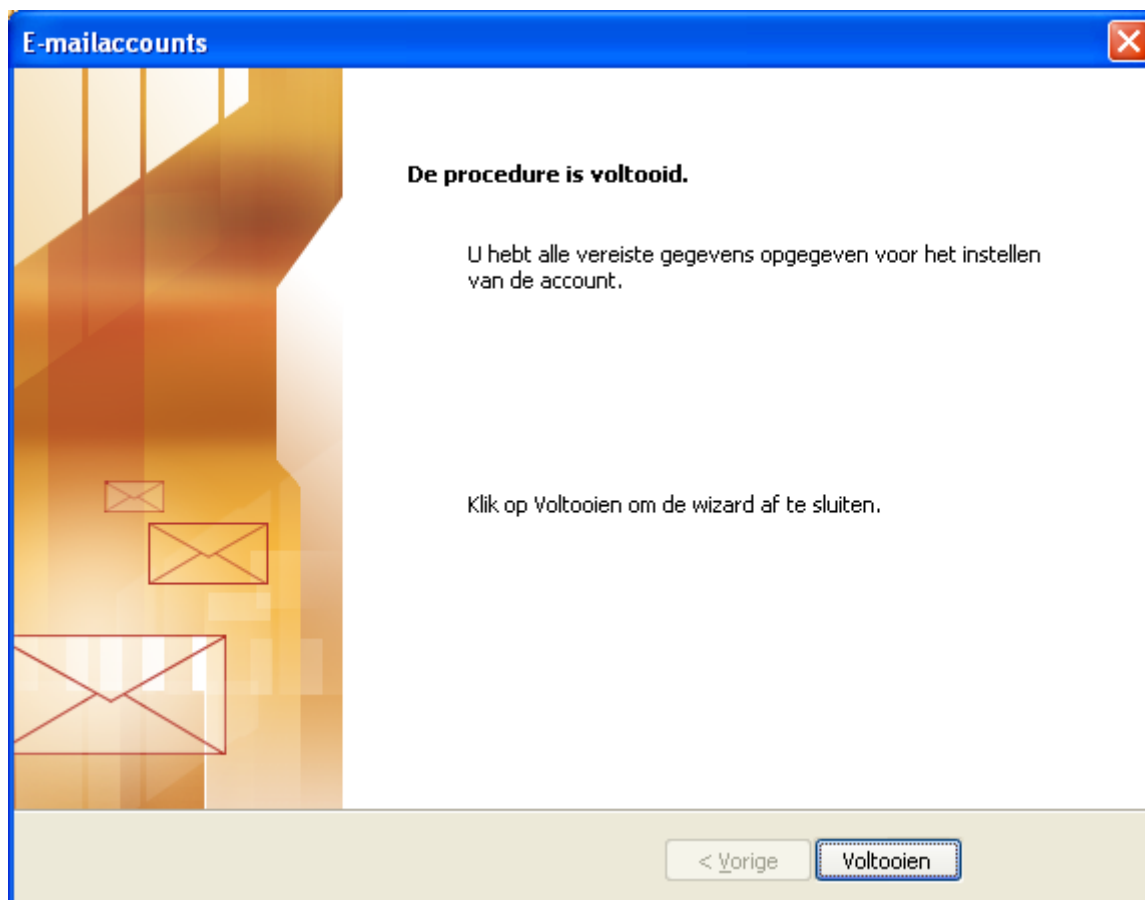 E-mailaccounts
De procedure is voltooid.
U hebt alle vereiste gegevens opgegeven voor het instellen
van de account.
Klik op Voltooien om de wizard af te sluiten.
< Vorige
Voltooien